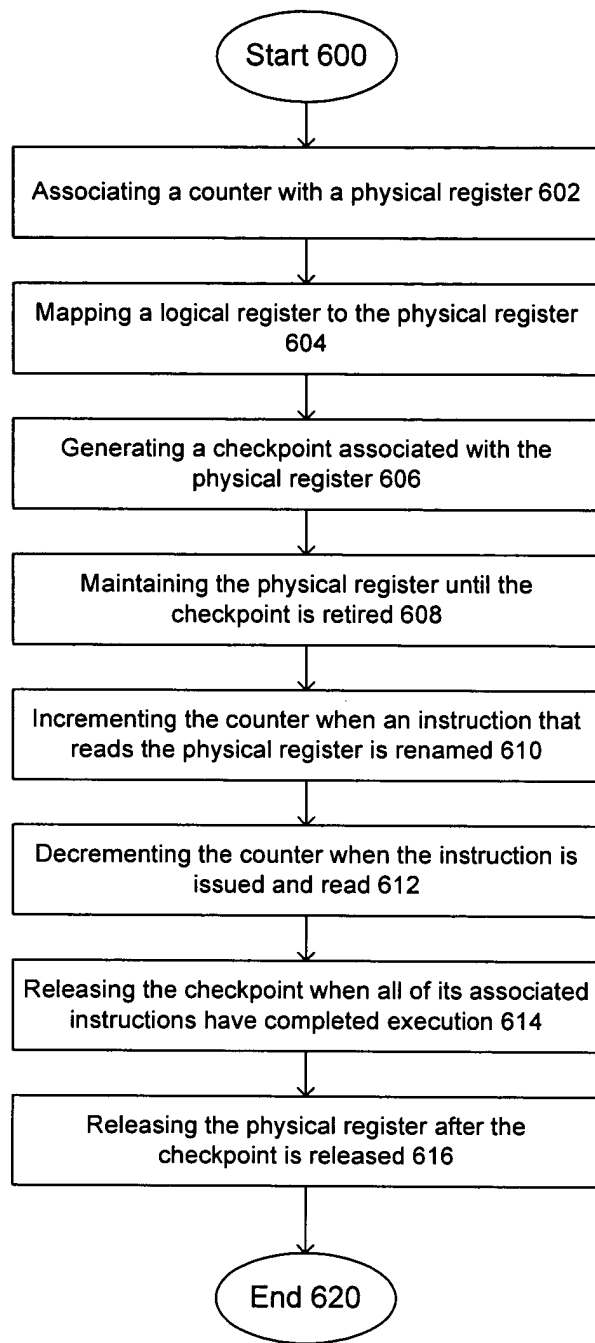 Start 600
Associating a counter with a physical register 602
Mapping a logical register to the physical register
604
Generating a checkpoint associated with the
physical register 606
Maintaining the physical register until the
checkpoint is retired 608
Incrementing the counter when an instruction that
reads the physical register is renamed 610
Decrementing the counter when the instruction is
issued and read 612
Releasing the checkpoint when all of its associated
instructions have completed execution 614
Releasing the physical register after the
checkpoint is released 616
End 620